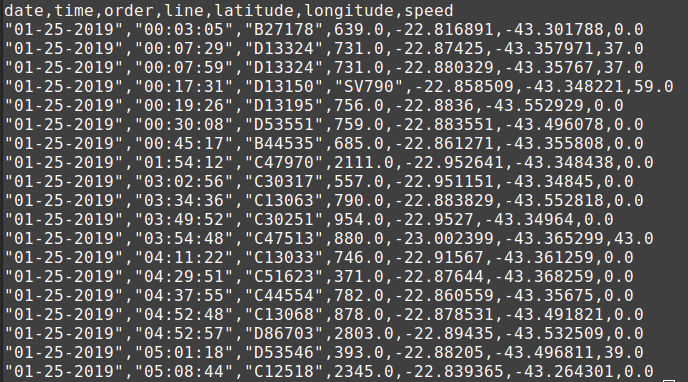 date,time,order,line,latitude,longitude,speed
"01-25-2019","00:03:05","B27178",639.0,-22.816891,-43.301788,0.0
"01-25-2019","00:07:29","D13324",731.0,-22.87425,-43.357971,37.0
"01-25-2019","00:07:59","D13324",731.0,-22.880329,-43.35767,37.0
"01-25-2019","00:17:31","D13150","SV790",-22.858509,-43.348221,59.0
"01-25-2019","00:19:26","D13195",756.0,-22.8836,-43.552929,0.0
"01-25-2019","00:30:08","D53551",759.0,-22.883551,-43.496078,0.0
"01-25-2019","00:45:17","B44535",685.0,-22.861271,-43.355808,0.0
"01-25-2019","01:54:12","C47970",2111.0,-22.952641,-43.348438,0.0
"01-25-2019","03:02:56","C30317",557.0,-22.951151,-43.34845,0.0
"01-25-2019","03:34:36","C13063",790.0,-22.883829,-43.552818,0.0
"01-25-2019","03:49:52","C30251",954.0,-22.9527,-43.34964,0.0
"01-25-2019","03:54:48","C47513",880.0,-23.002399,-43.365299,43.0
"01-25-2019","04:11:22","C13033",746.0,-22.91567,-43.361259,0.0
"01-25-2019","04:29:51","C51623",371.0,-22.87644,-43.368259,0.0
"01-25-2019","04:37:55","C44554",782.0,-22.860559,-43.35675,0.0
"01-25-2019","04:52:48","C13068",878.0,-22.878531,-43.491821,0.0
"01-25-2019","04:52:57","D86703",2803.0,-22.89435,-43.532509,0.0
"01-25-2019","05:01:18","D53546",393.0,-22.88205,-43.496811,39.0
"01-25-2019","05:08:44","C12518",2345.0,-22.839365,-43.264301,0.0